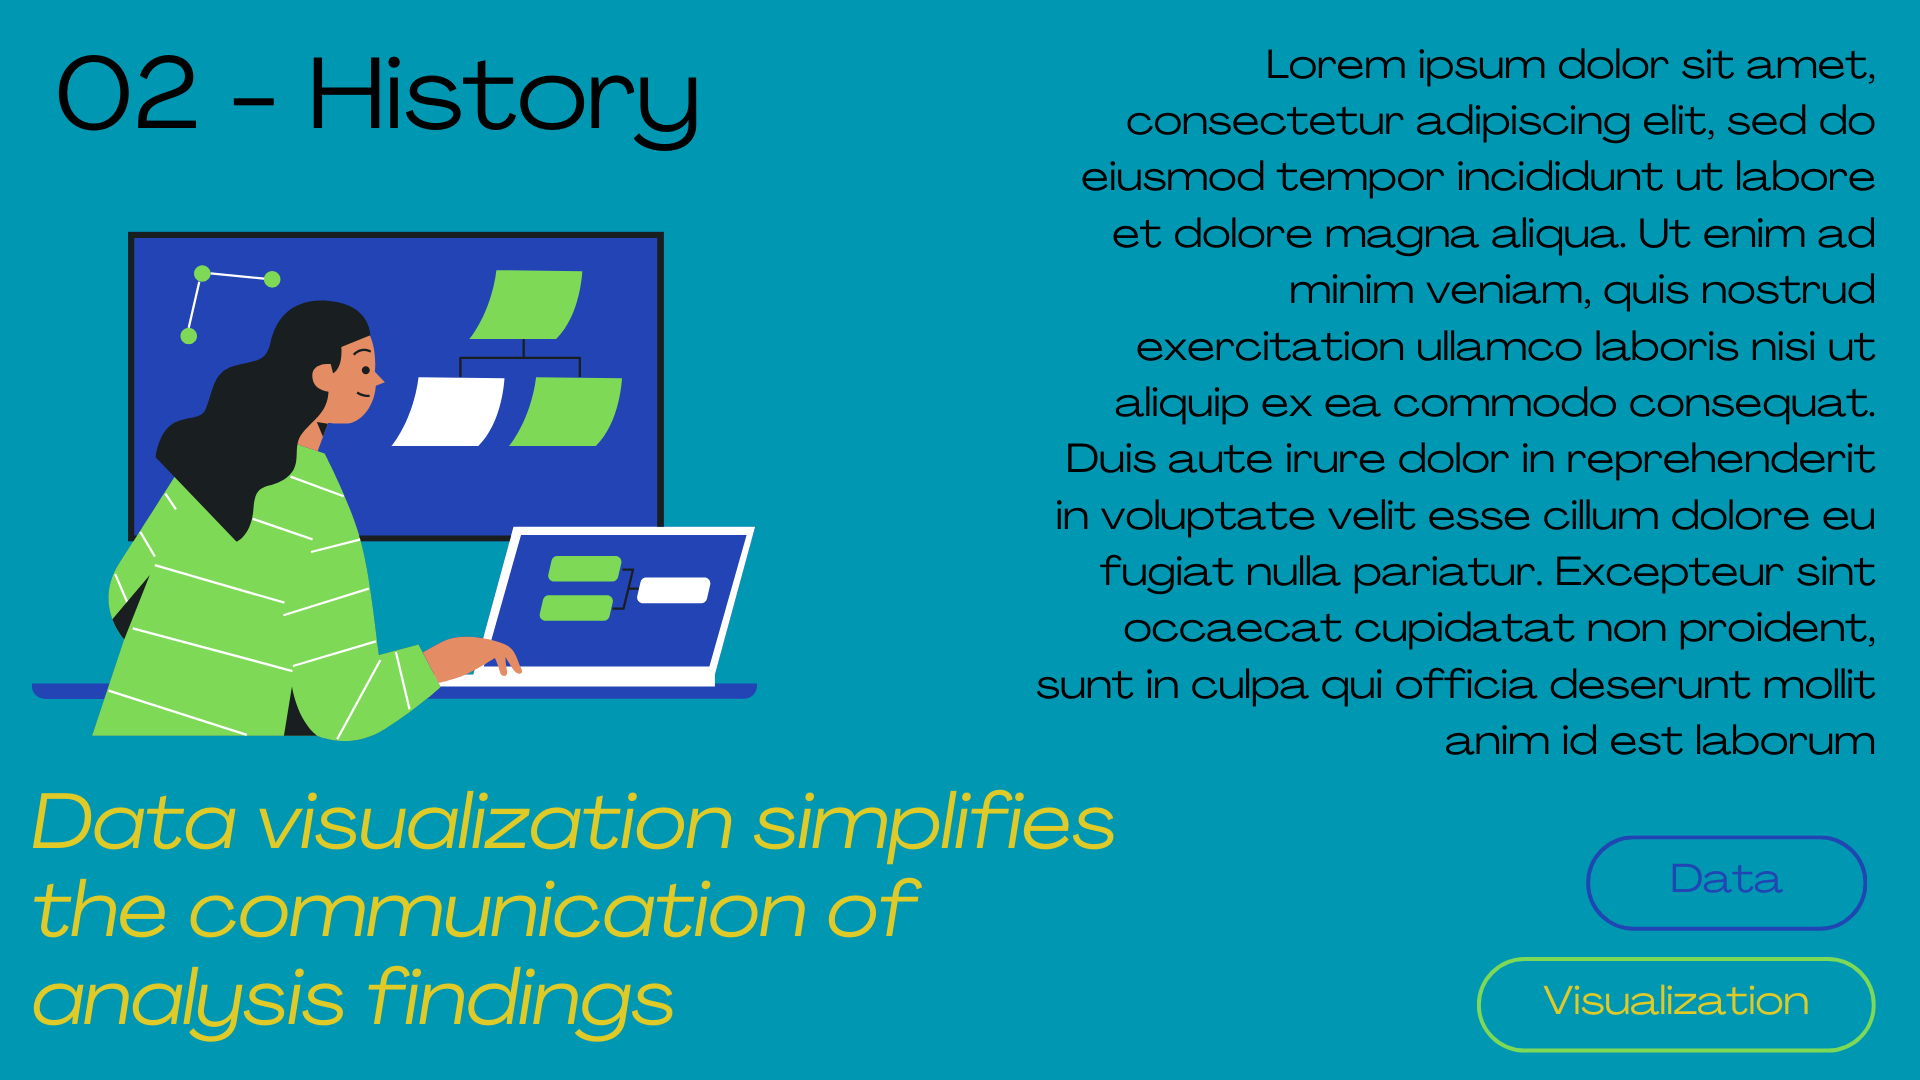 02 - History
Lorem ipsum dolor sit amet,
consectetur adipiscing elit, sed do
eiusmod tempor incididunt ut labore
et dolore magna aliqua. Ut enim ad
minim veniam, quis nostrud
exercitation ullamco laboris nisi ut
aliquip ex ea commodo consequat.
Duis aute irure dolor in reprehenderit
in voluptate velit esse cillum dolore eu
fugiat nulla pariatur. Excepteur sint
occaecat cupidatat non proident,
sunt in culpa qui officia deserunt mollit
anim id est laborum
Data visualization simplifies
the communication of
analysis findings
Data
Visualization